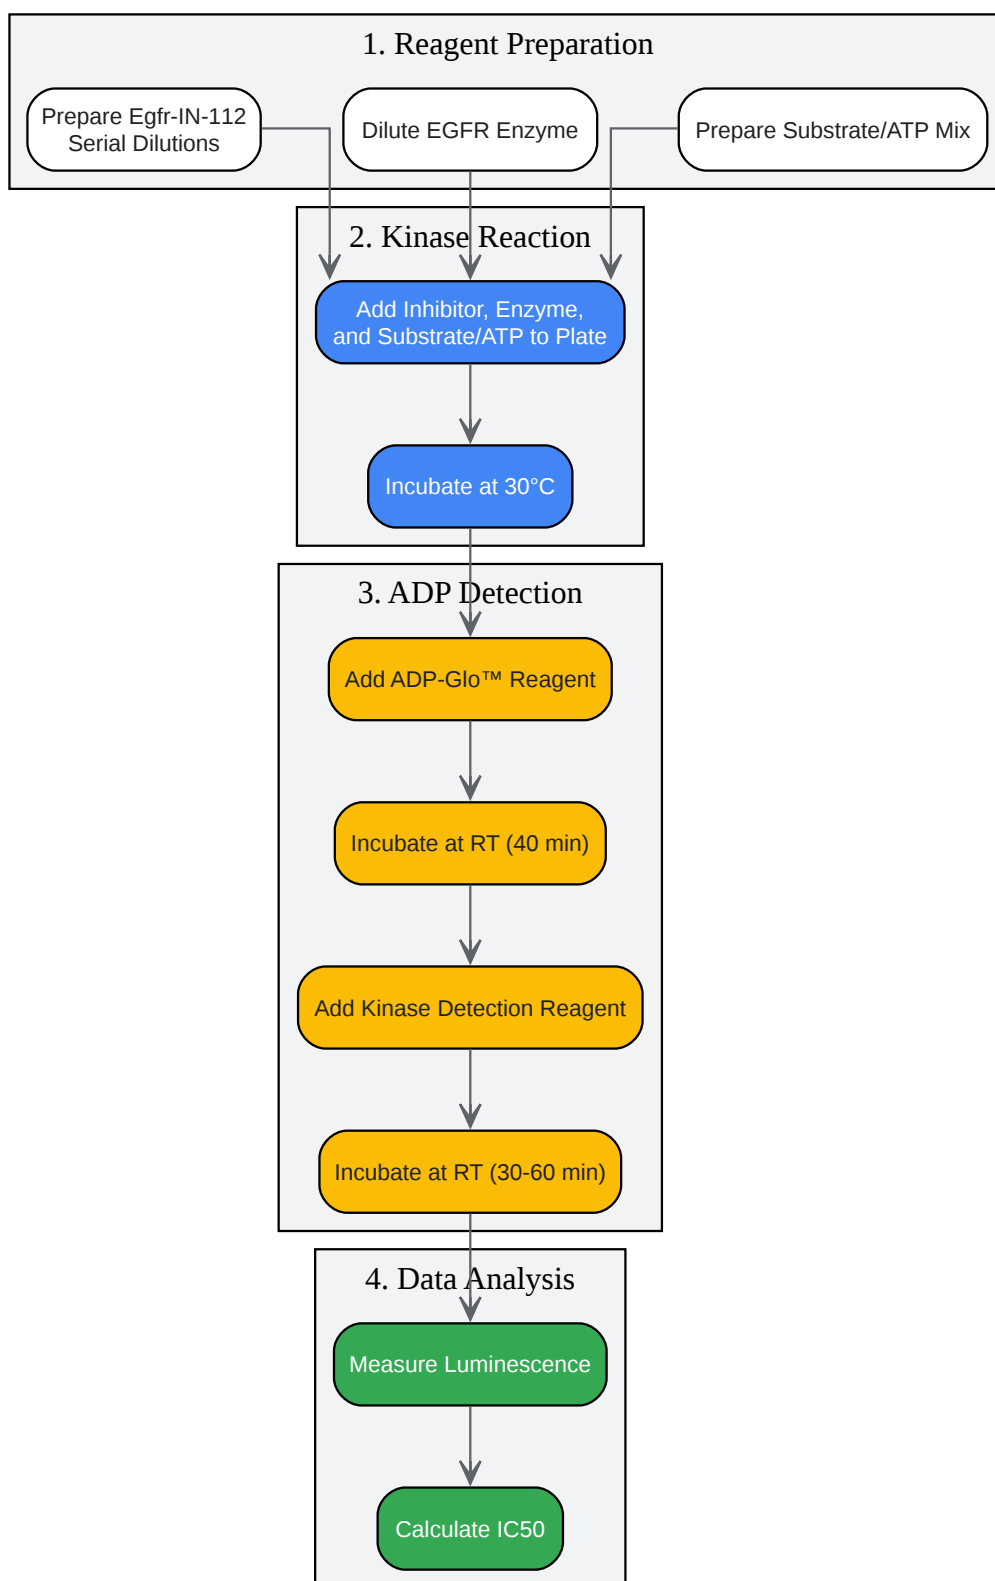 1. Reagent Preparation
Prepare Egfr-IN-112
Serial Dilutions
Dilute EGFR Enzyme
Prepare Substrate/ATP Mix
2. Kinase Reaction
Add Inhibitor, Enzyme,
and Substrate/ATP to Plate
Incubate at 30°C
3. ADP Detection
Add ADP-Glo™ Reagent
Incubate at RT (40 min)
Add Kinase Detection Reagent
Incubate at RT (30-60 min)
4. Data Analysis
Measure Luminescence
Calculate IC50